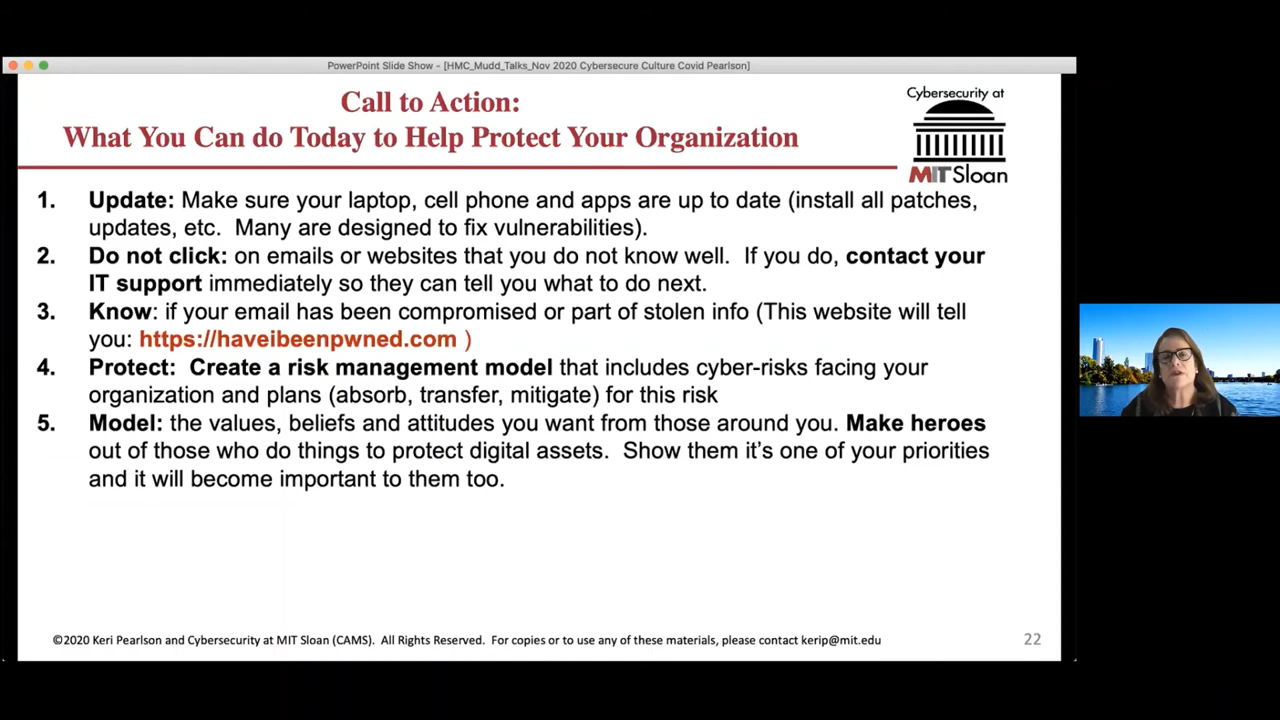 PowerPoint Slide Show - [HMC_Mudd_Talks_Nov 2020 Cybersecure Culture Covid Pearlson]
Call to Action:
What You Can do Today to Help Protect Your Organization
Cybersecurity at
MIT Sloan
1. Update: Make sure your laptop, cell phone and apps are up to date (install all patches,
updates, etc. Many are designed to fix vulnerabilities).
2. Do not click: on emails or websites that you do not know well. If you do, contact your
IT support immediately so they can tell you what to do next.
3. Know: if your email has been compromised or part of stolen info (This website will tell
you: https://haveibeenpwned.com )
4. Protect: Create a risk management model that includes cyber-risks facing your
organization and plans (absorb, transfer, mitigate) for this risk
5. Model: the values, beliefs and attitudes you want from those around you. Make heroes
out of those who do things to protect digital assets. Show them it's one of your priorities
and it will become important to them too.
©2020 Keri Pearlson and Cybersecurity at MIT Sloan (CAMS). All Rights Reserved. For copies or to use any of these materials, please contact kerip@mit.edu
22